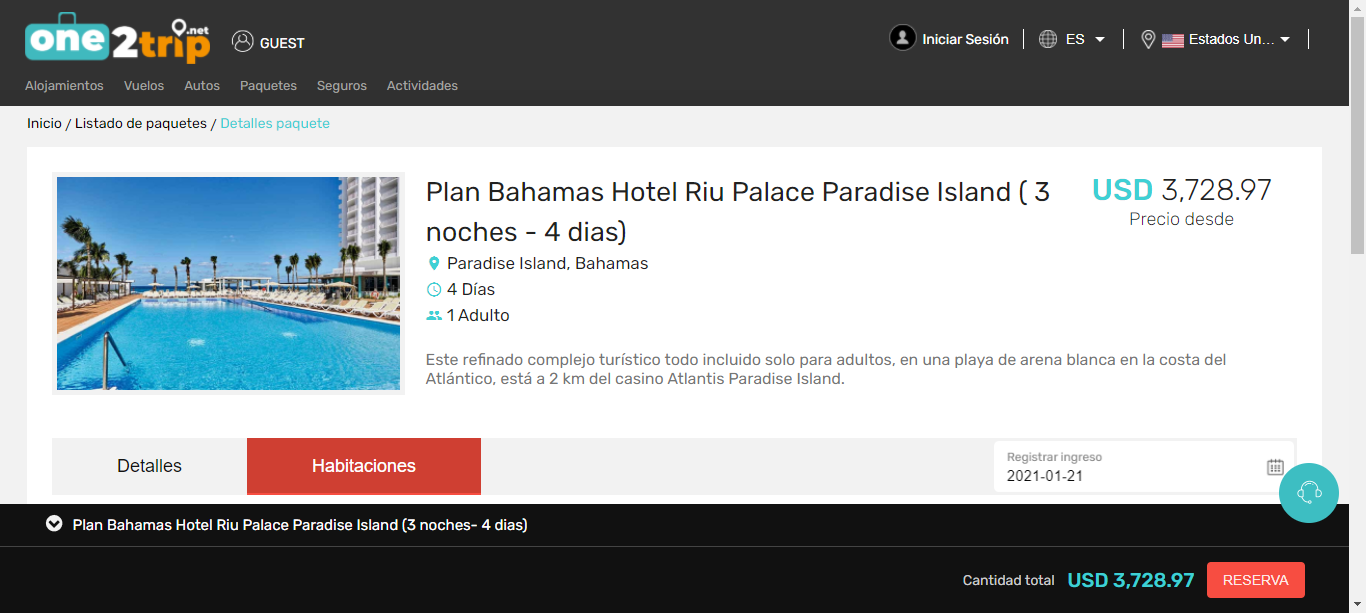 one2trip.net
GUEST
Iniciar Sesión
ES
Estados Un...
Alojamientos Vuelos Autos Paquetes Seguros Actividades
Inicio / Listado de paquetes / Detalles paquete
Plan Bahamas Hotel Riu Palace Paradise Island ( 3
noches - 4 dias)
USD 3,728.97
Precio desde
Paradise Island, Bahamas
4 Días
1 Adulto
Este refinado complejo turístico todo incluido solo para adultos, en una playa de arena blanca en la costa del
Atlántico, está a 2 km del casino Atlantis Paradise Island.
Detalles
Habitaciones
Registrar ingreso
2021-01-21
Plan Bahamas Hotel Riu Palace Paradise Island (3 noches- 4 dias)
Cantidad total USD 3,728.97 RESERVA